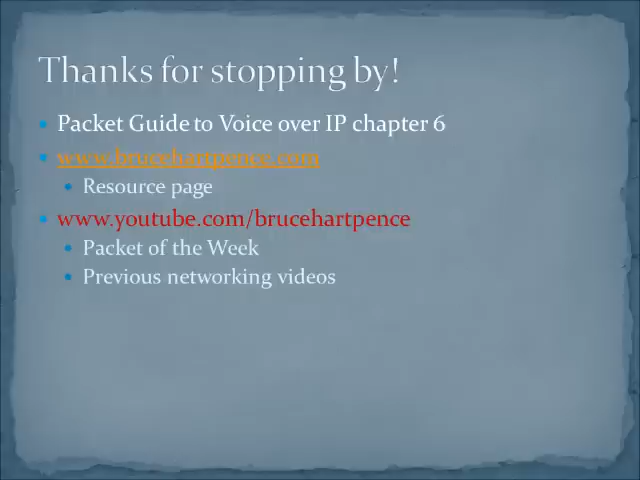 Thanks for stopping by!
Packet Guide to Voice over IP chapter 6
www.brucehartpence.com
Resource page
www.youtube.com/brucehartpence
Packet of the Week
Previous networking videos